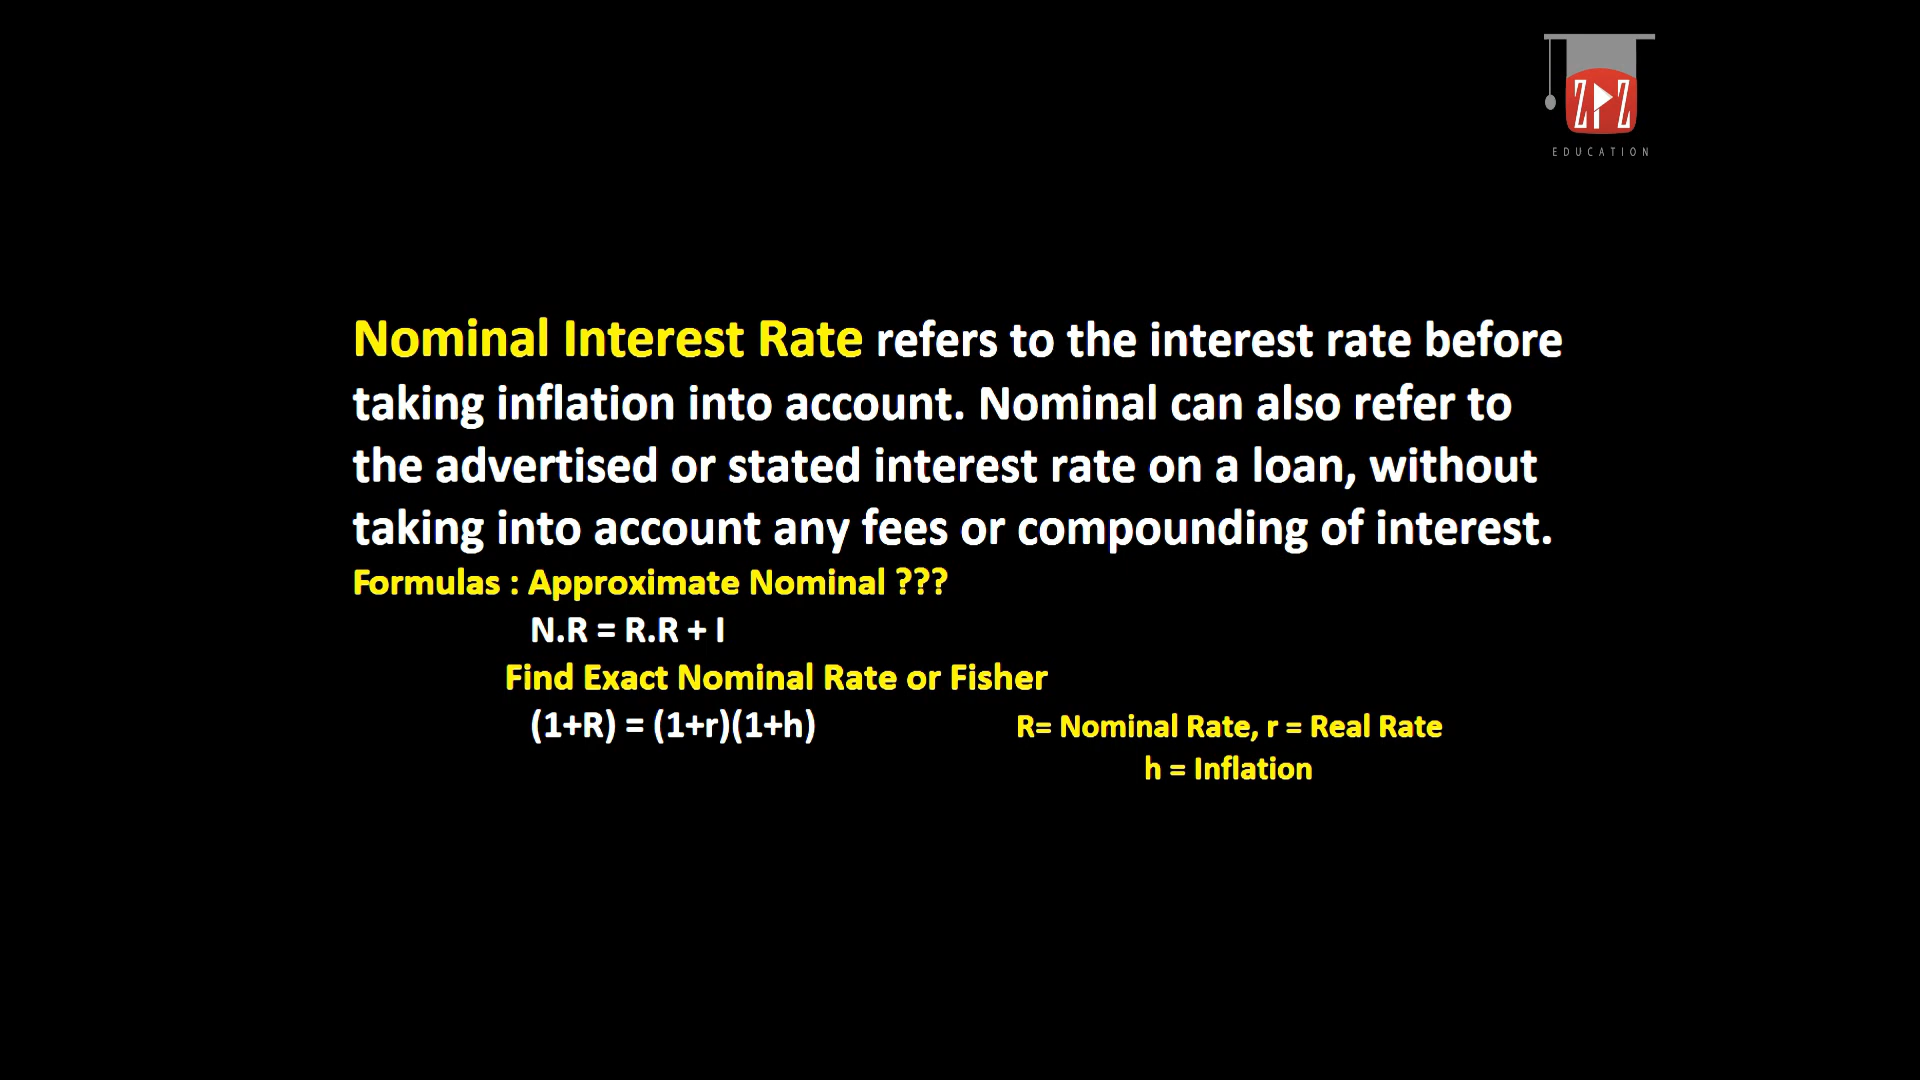 ZIZ
EDUCATION
Nominal Interest Rate refers to the interest rate before
taking inflation into account. Nominal can also refer to
the advertised or stated interest rate on a loan, without
taking into account any fees or compounding of interest.
Formulas : Approximate Nominal ???
N.R = R.R + I
Find Exact Nominal Rate or Fisher
(1+R) = (1+r)(1+h)
R= Nominal Rate, r = Real Rate
h = Inflation